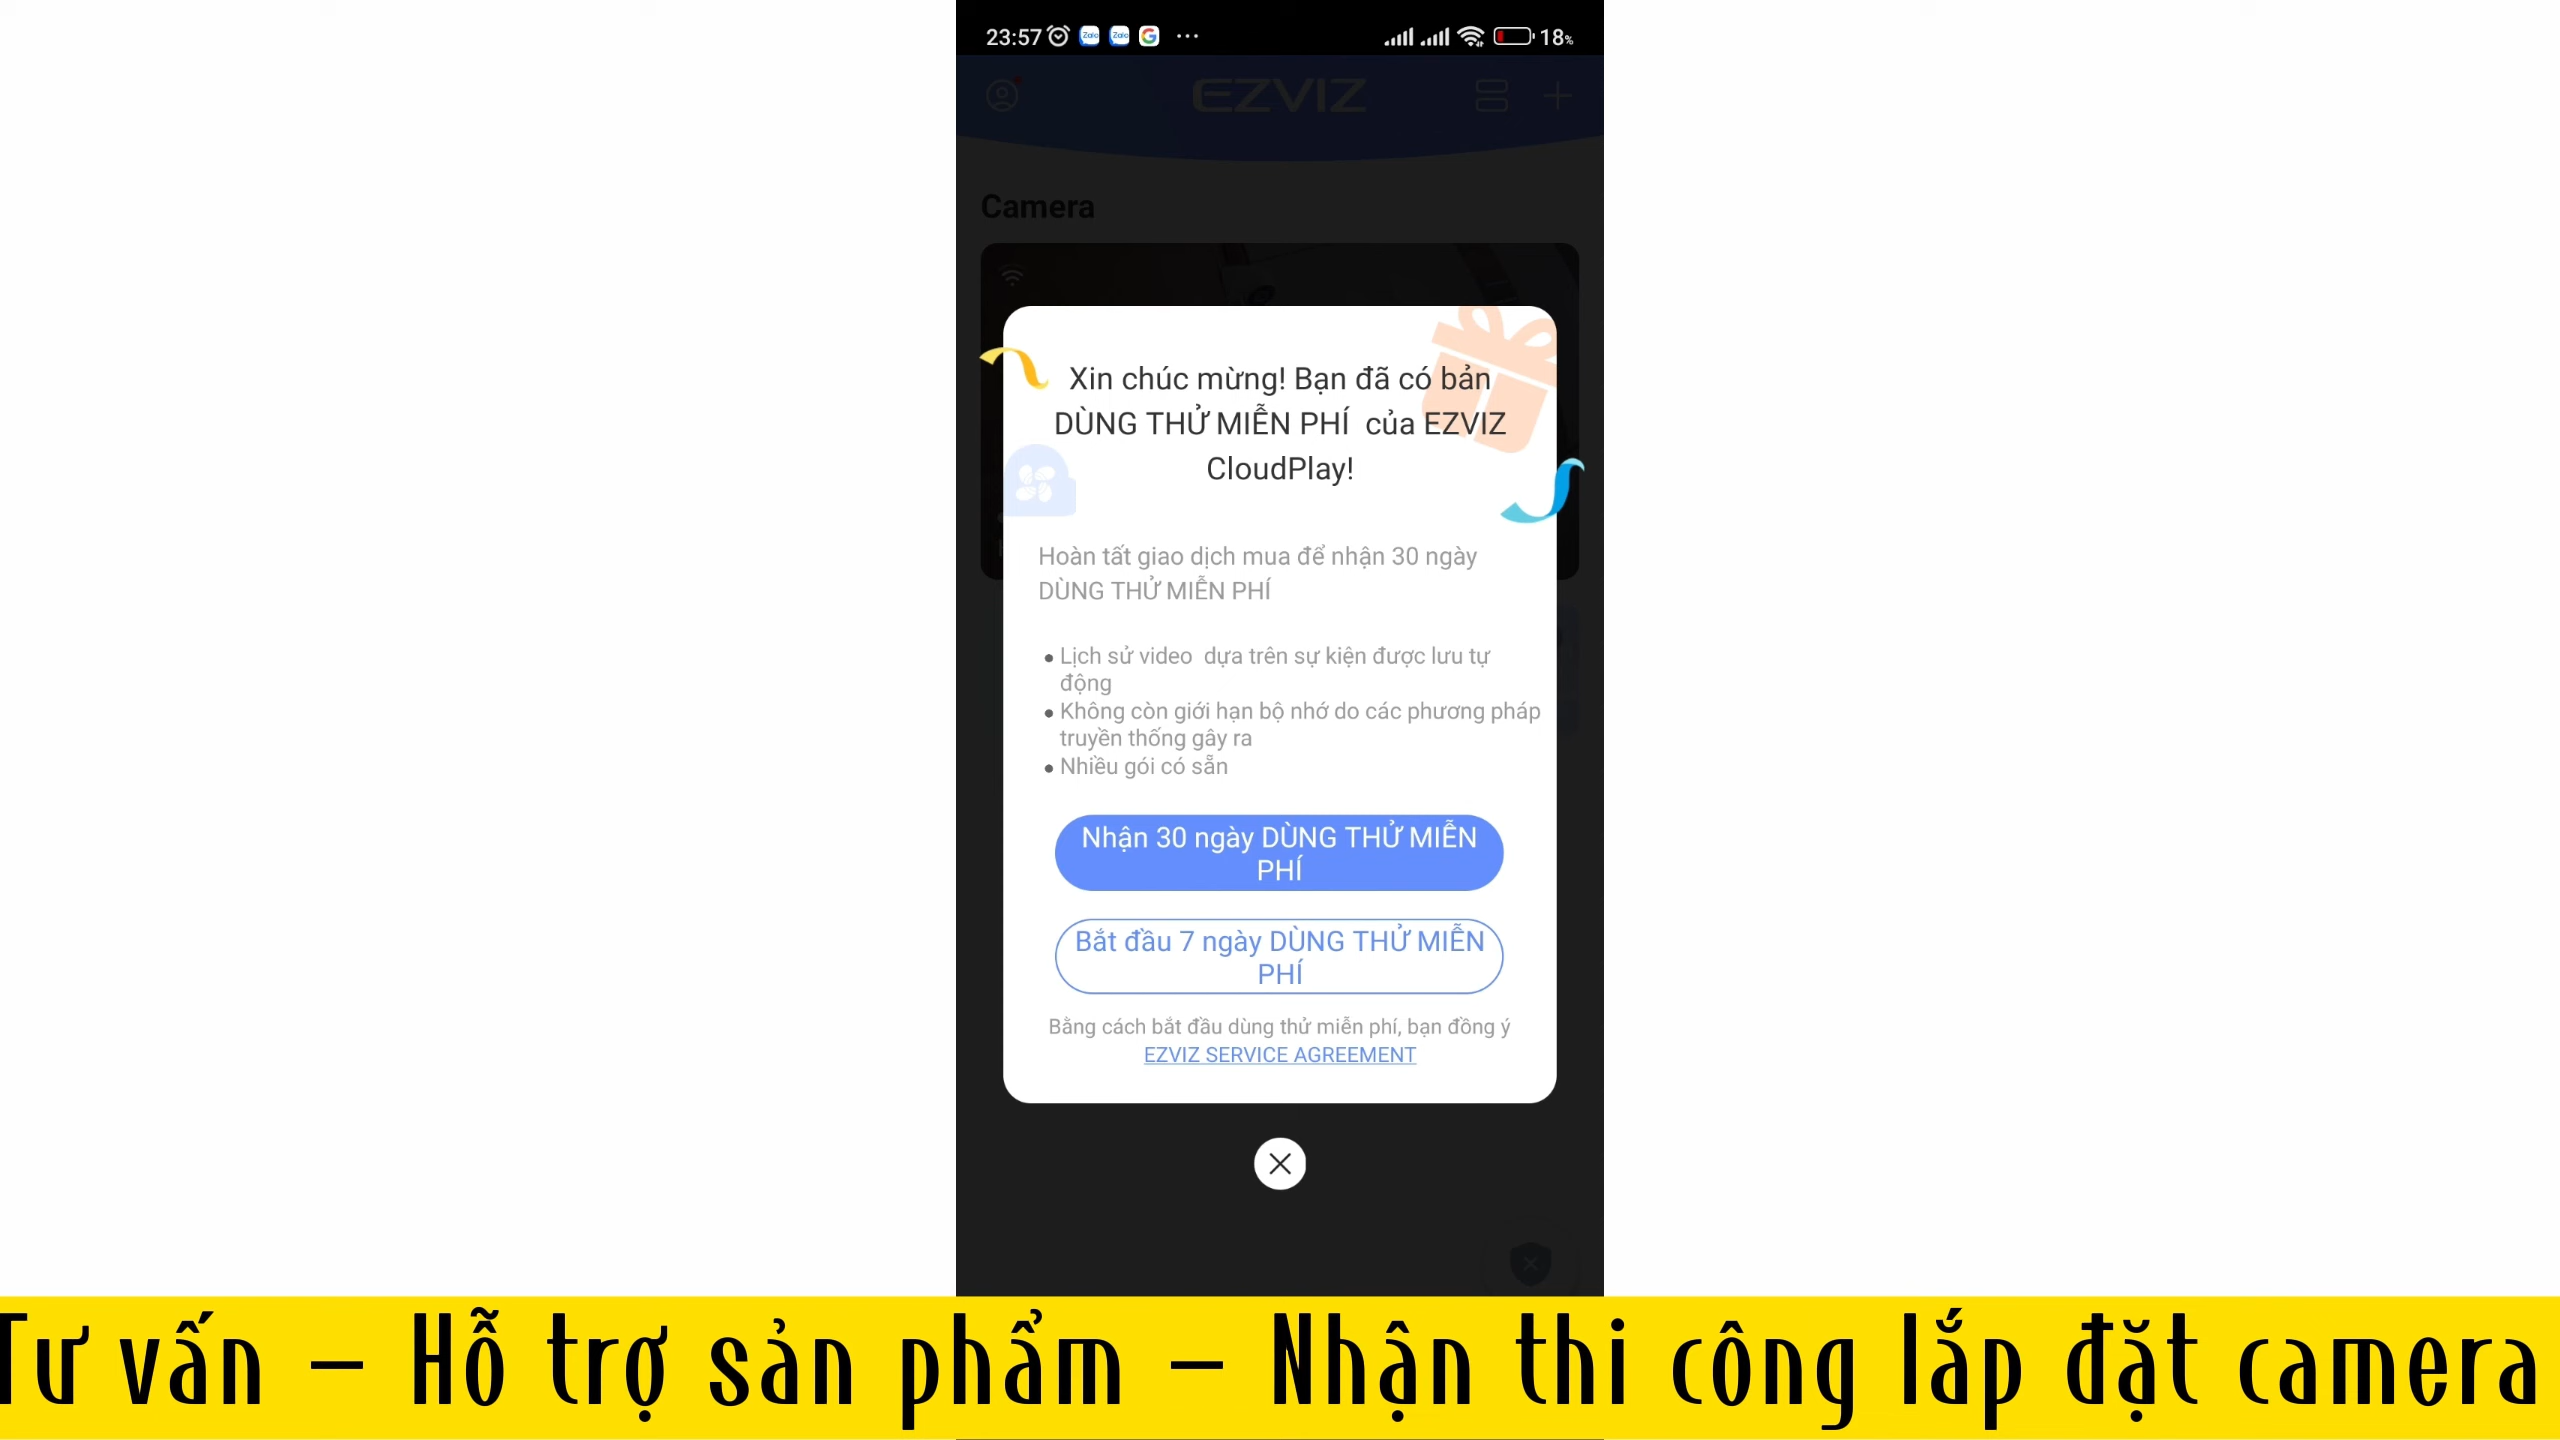 23:57
Zalo
Zalo
G
18%
EZVIZ
Camera
Xin chúc mừng! Bạn đã có bản
DÙNG THỬ MIỄN PHÍ  của EZVIZ
CloudPlay!
Hoàn tất giao dịch mua để nhận 30 ngày
DÙNG THỬ MIỄN PHÍ
Lịch sử video  dựa trên sự kiện được lưu tự
động
Không còn giới hạn bộ nhớ do các phương pháp
truyền thống gây ra
Nhiều gói có sẵn
Nhận 30 ngày DÙNG THỬ MIỄN
PHÍ
Bắt đầu 7 ngày DÙNG THỬ MIỄN
PHÍ
Bằng cách bắt đầu dùng thử miễn phí, bạn đồng ý
EZVIZ SERVICE AGREEMENT
Tư vấn – Hỗ trợ sản phẩm – Nhận thi công lắp đặt camera